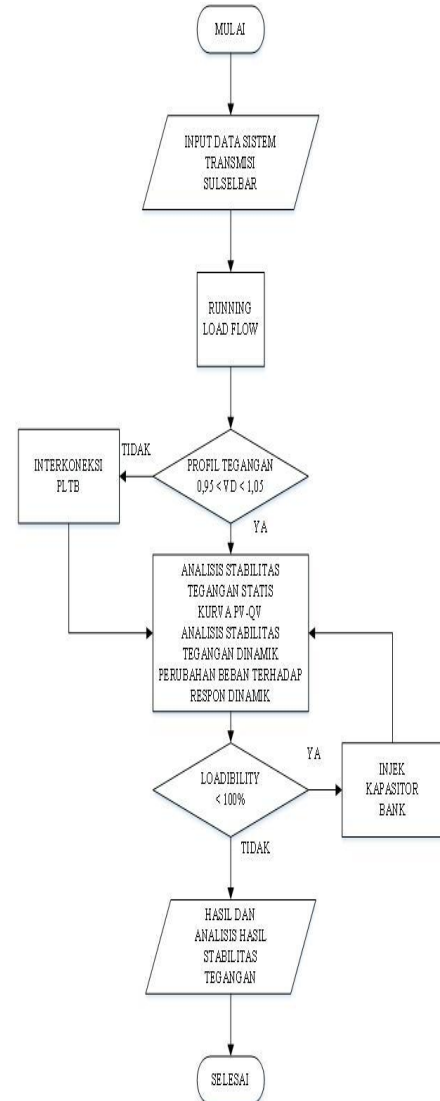 MULAI
INPUT DATA SISTEM
TRANSMISI
SULSELBAR
RUNNING
LOAD FLOW
PROFIL TEGANGAN
0,95 < VD < 1,05
TIDAK
INTERKONEKSI
PLTB
YA
ANALISIS STABILITAS
TEGANGAN STATIS
KURVA PV-QV
ANALISIS STABILITAS
TEGANGAN DINAMIK
PERUBAHAN BEBAN TERHADAP
RESPON DINAMIK
LOADIBILITY
< 100%
YA
INJEK
KAPASITOR
BANK
TIDAK
HASIL DAN
ANALISIS HASIL
STABILITAS
TEGANGAN
SELESAI